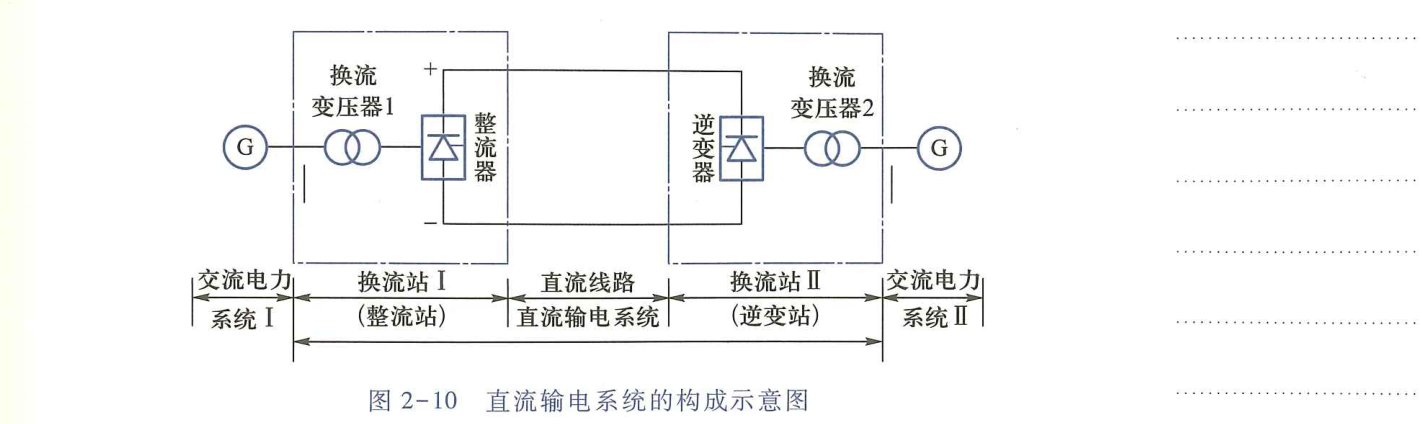 换流
变压器1
+
整流器
G
−
逆变器
换流
变压器2
G
交流电力
系统Ⅰ
换流站Ⅰ
(整流站)
直流线路
直流输电系统
换流站Ⅱ
(逆变站)
交流电力
系统Ⅱ
图 2-10 直流输电系统的构成示意图